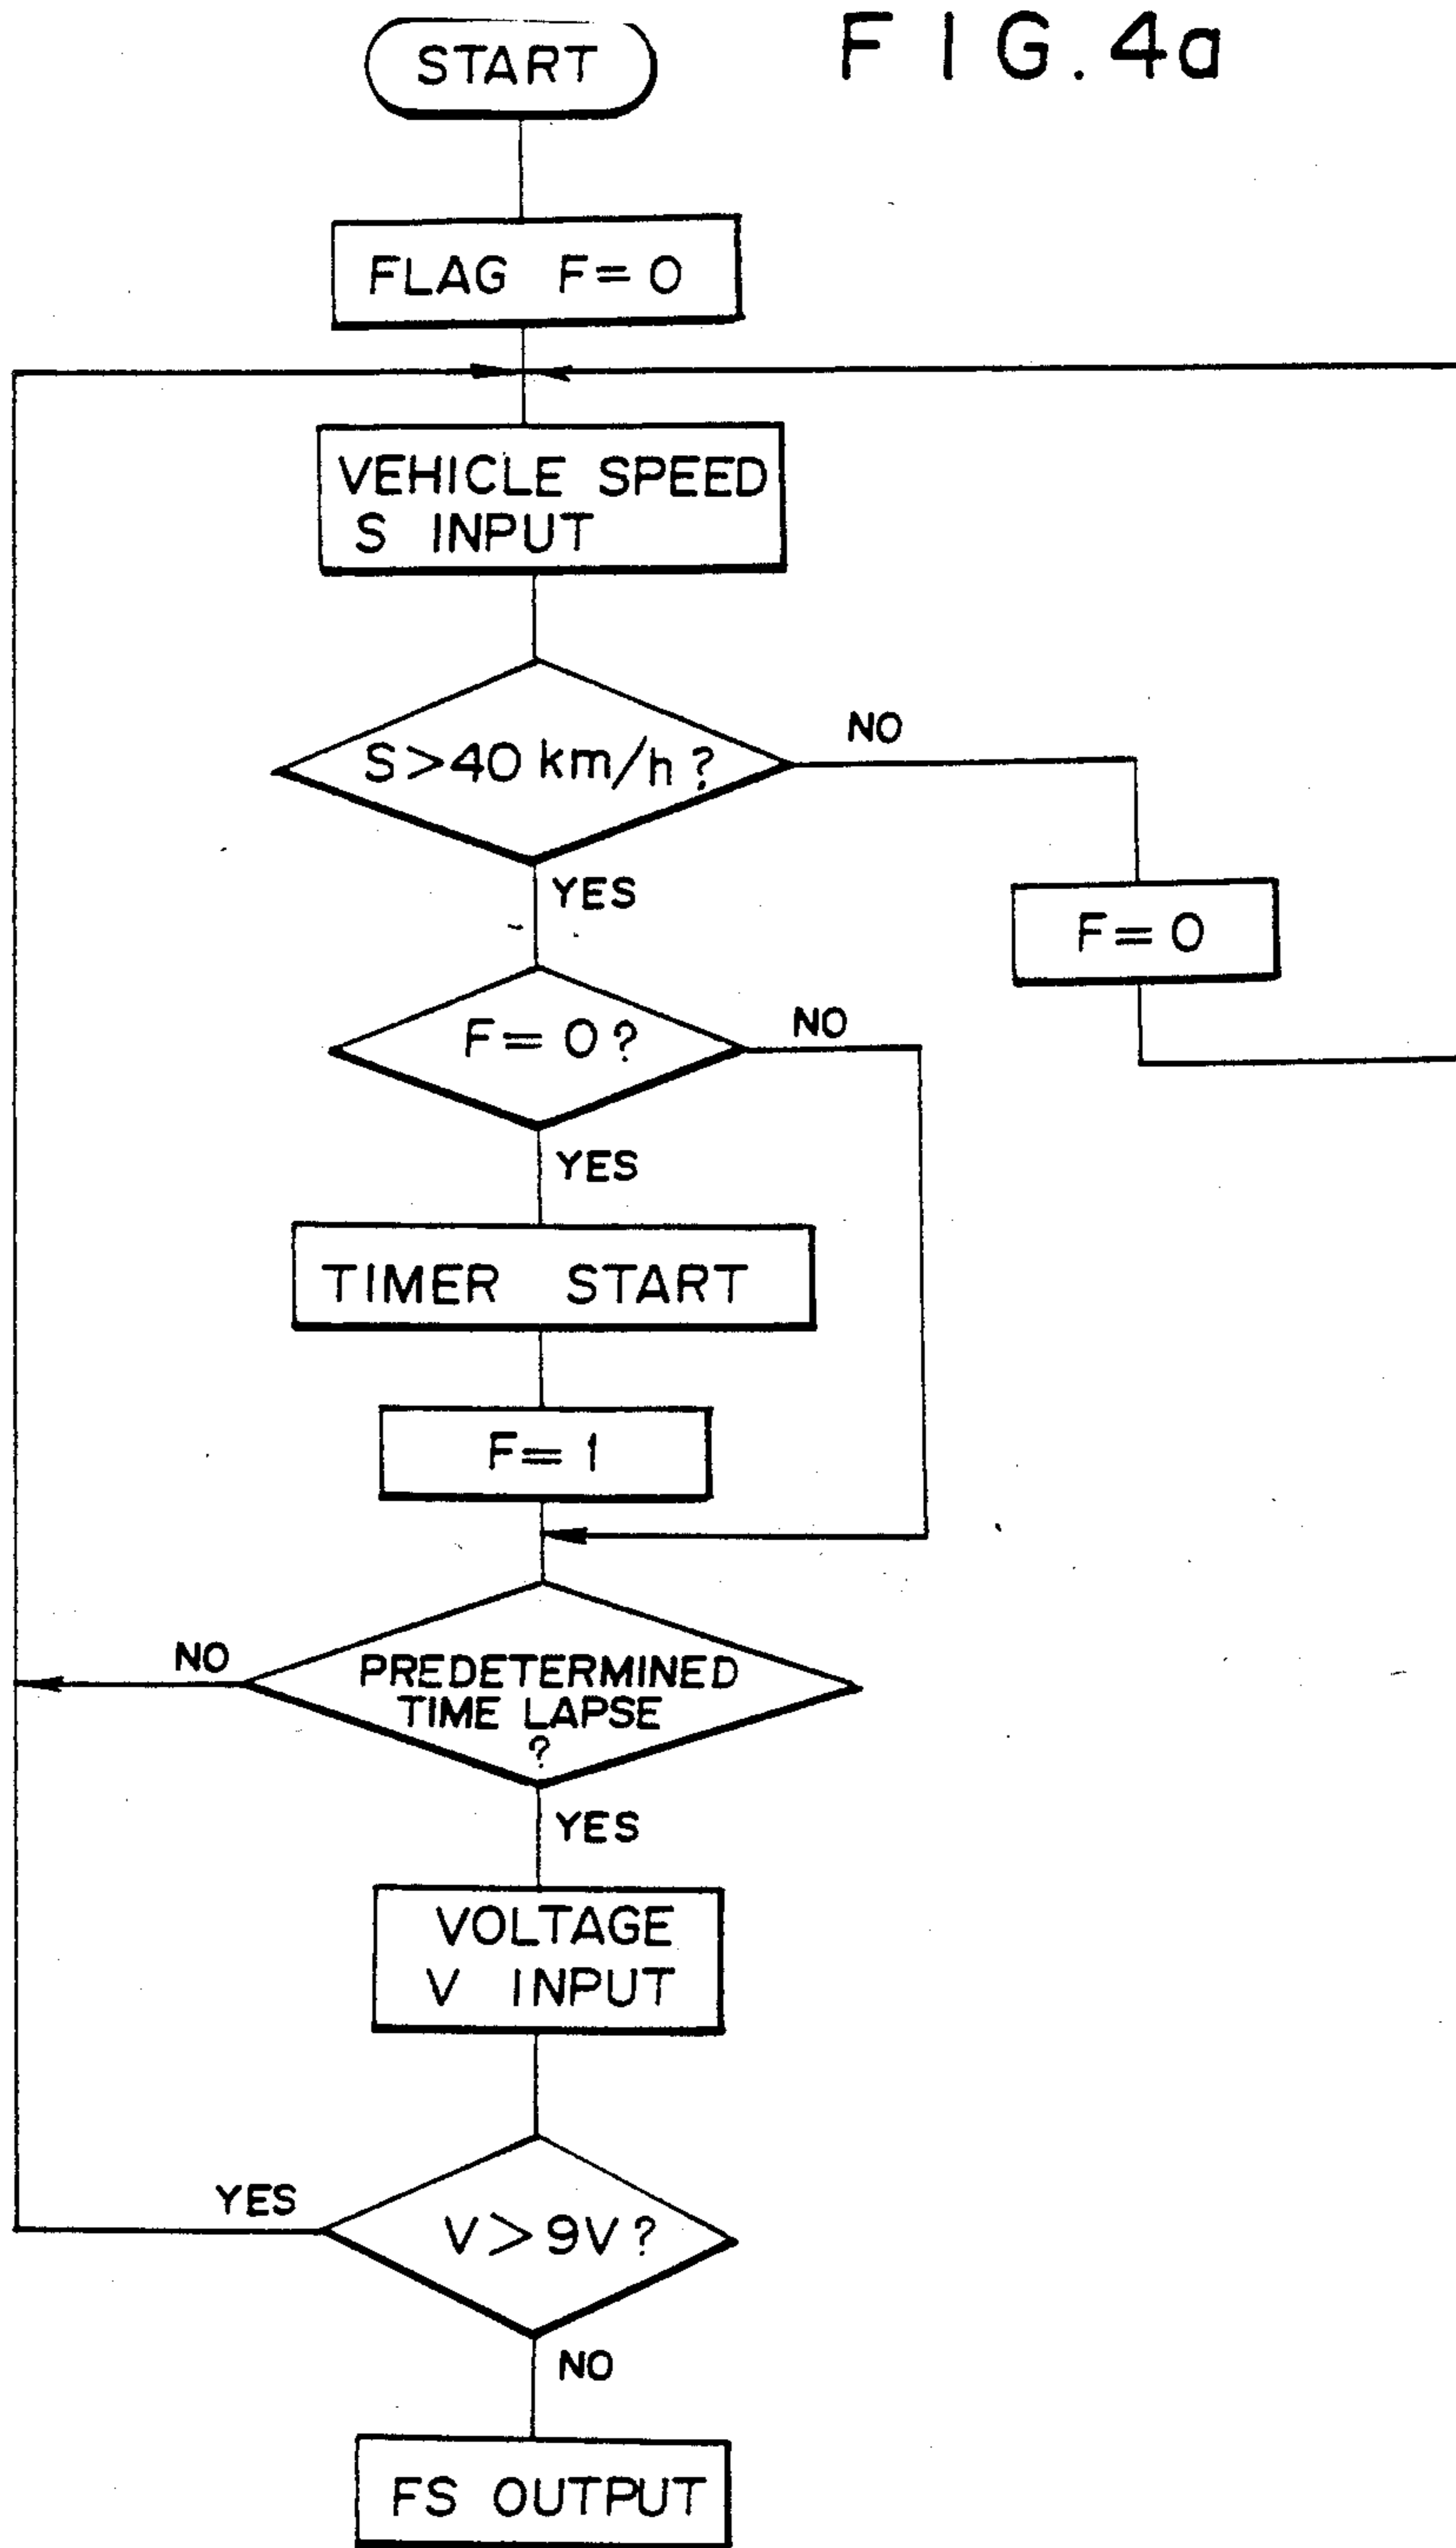 FIG. 4a
START
FLAG F=0
VEHICLE SPEED
S INPUT
S>40 km/h?
NO
YES
F=0
F=0?
NO
YES
TIMER START
F=1
PREDETERMINED
TIME LAPSE
?
NO
YES
VOLTAGE
V INPUT
V>9V?
YES
NO
FS OUTPUT